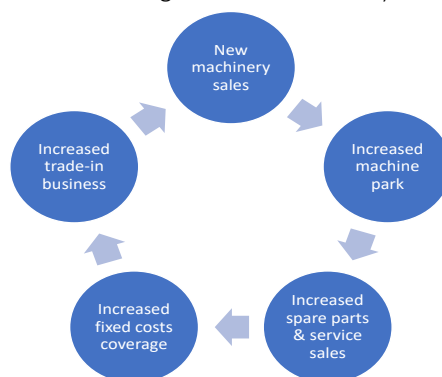 New
machinery
sales
Increased
machine
park
Increased
spare parts
& service
sales
Increased
fixed costs
coverage
Increased
trade-in
business